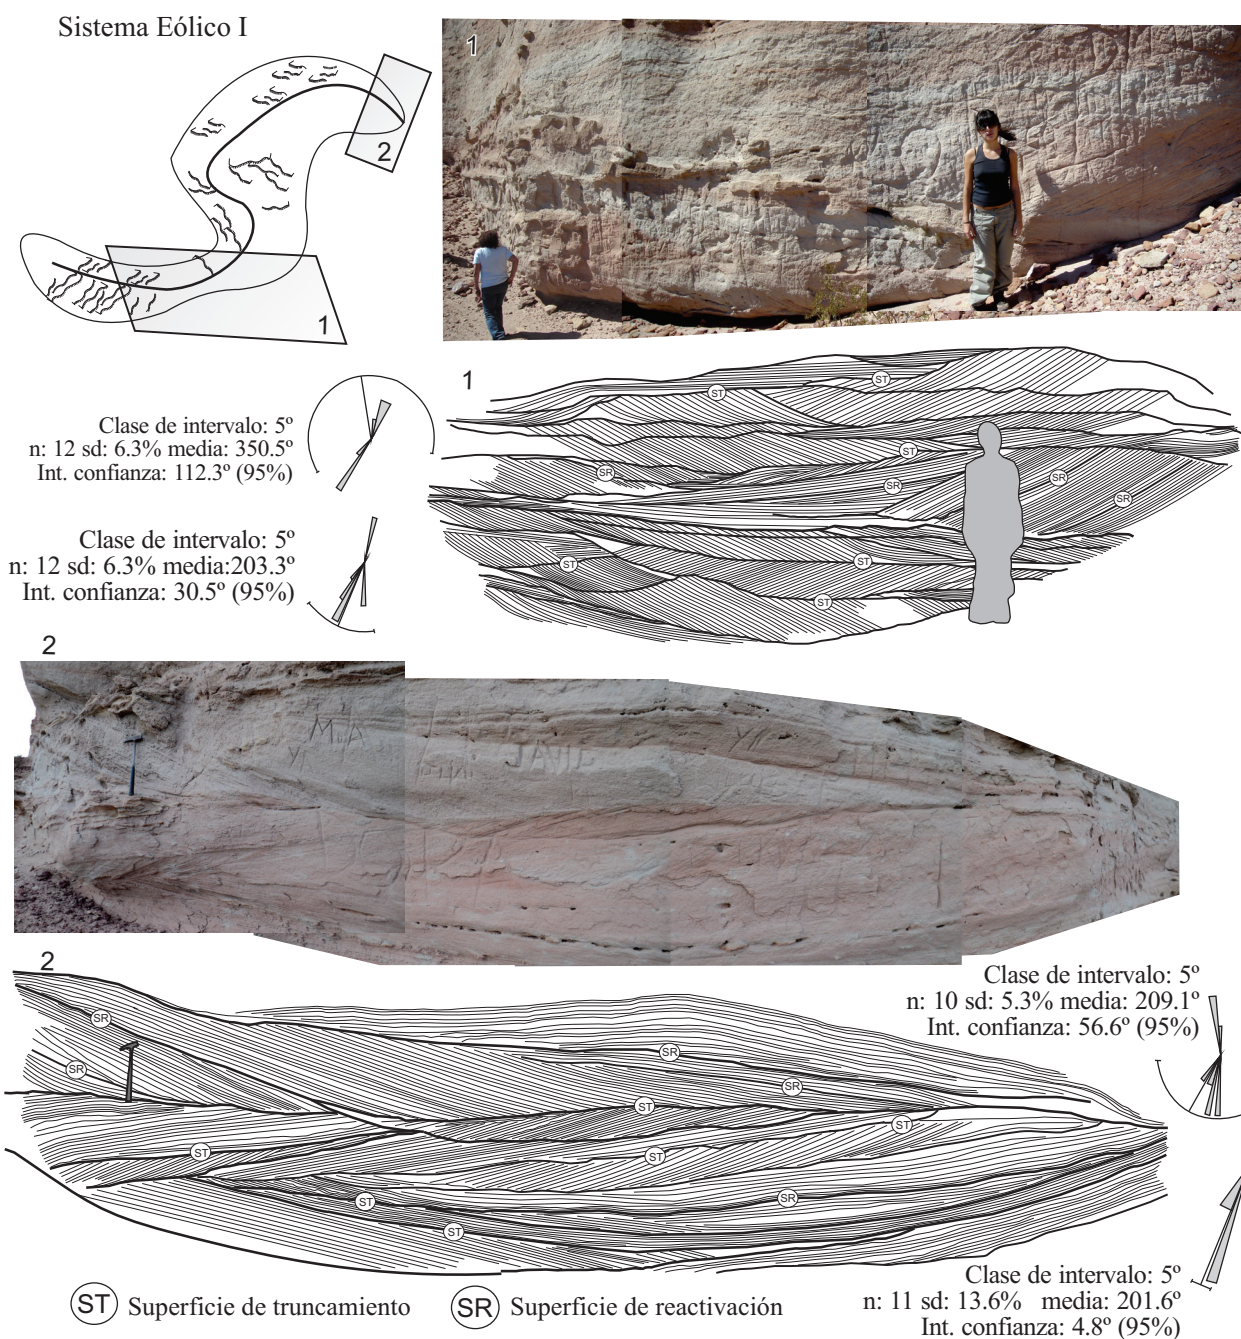 Sistema Eólico I
1
2
1
1
Clase de intervalo: 5º
n: 12 sd: 6.3% media: 350.5º
Int. confianza: 112.3º (95%)
Clase de intervalo: 5º
n: 12 sd: 6.3% media:203.3º
Int. confianza: 30.5º (95%)
ST
ST
ST
SR
SR
SR
SR
ST
ST
ST
2
M.A
JAVIE
2
Clase de intervalo: 5º
n: 10 sd: 5.3% media: 209.1º
Int. confianza: 56.6º (95%)
SR
SR
SR
SR
ST
ST
ST
ST
ST
SR
ST
Clase de intervalo: 5º
n: 11 sd: 13.6% media: 201.6º
Int. confianza: 4.8º (95%)
ST Superficie de truncamiento
SR Superficie de reactivación